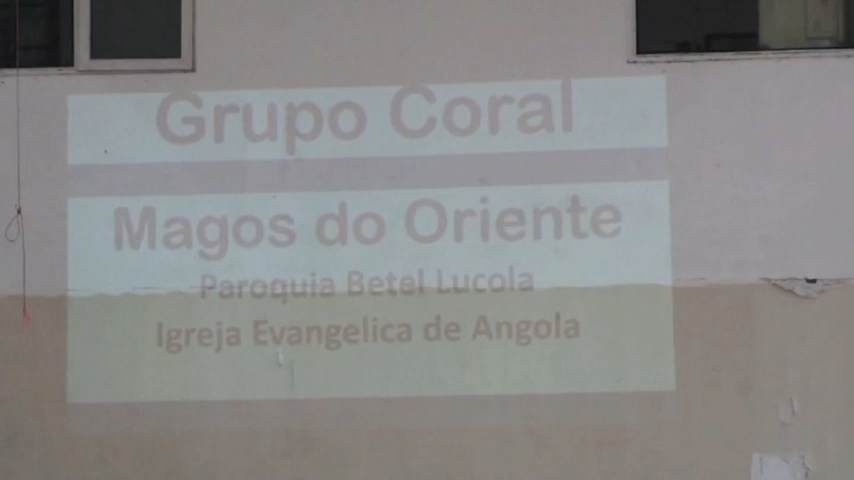 Grupo Coral
Magos do Oriente
Paroquia Betel Lucola
Igreja Evangelica de Angola